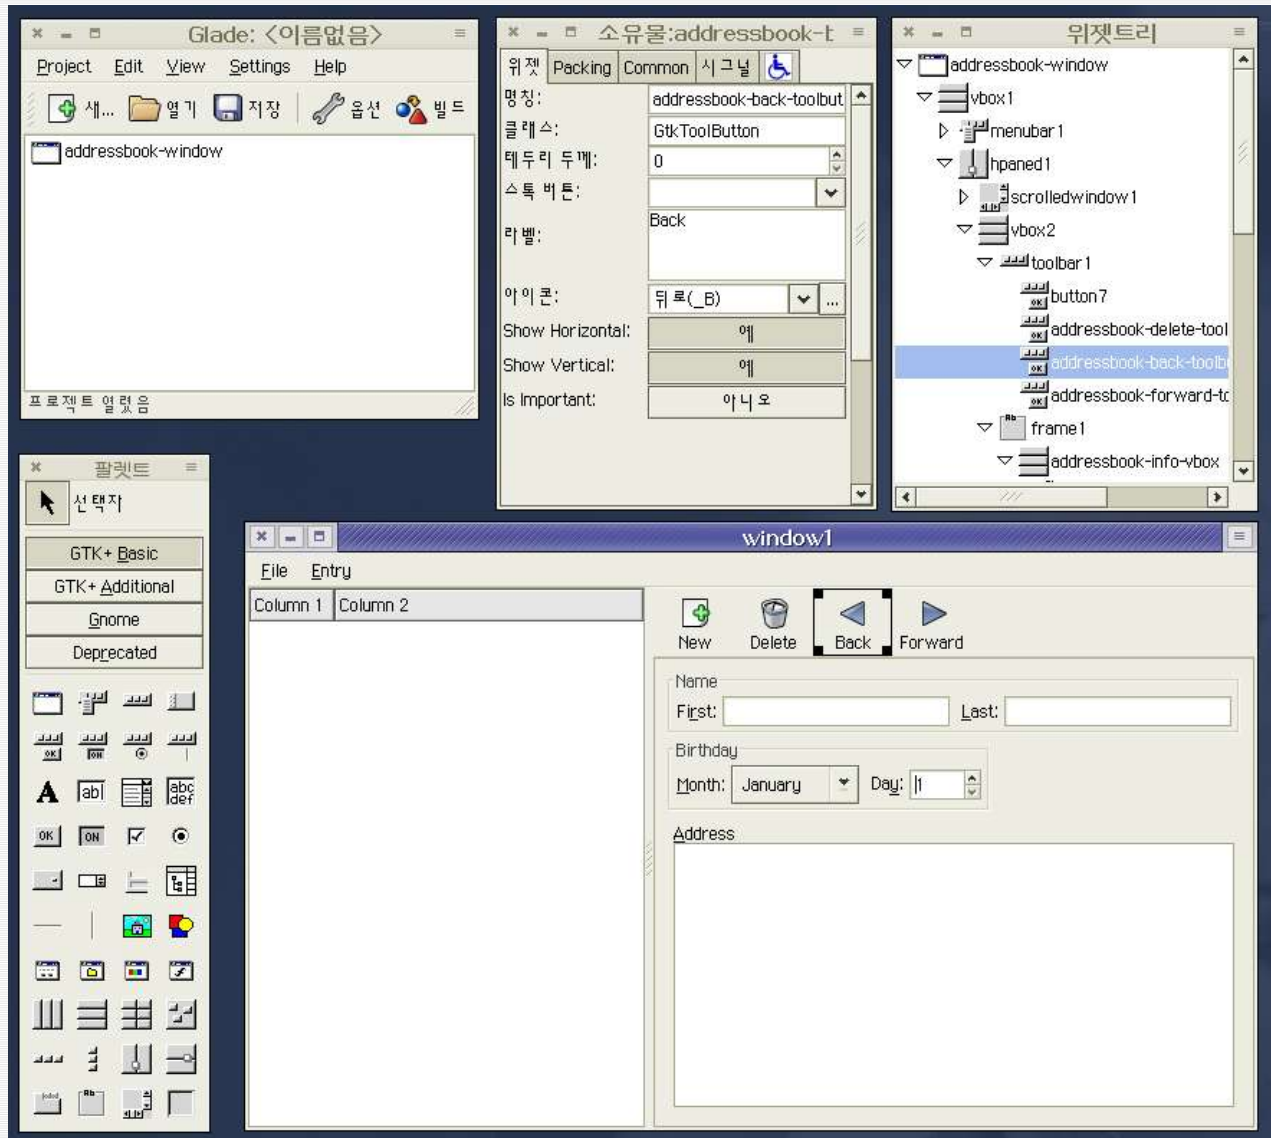 Glade: <이름없음>
Project Edit View Settings Help
새... 열기 저장 옵션 빌드
addressbook-window
프로젝트 열렸음
소유물:addressbook-t
위젯 Packing Common 시그널
명칭: addressbook-back-toolbut
클래스: GtkToolButton
테두리 두께: 0
스톡 버튼:
라벨: Back
아이콘: 뒤로(_B) ...
Show Horizontal: 예
Show Vertical: 예
Is Important: 아니오
위젯트리
addressbook-window
vbox1
menubar1
hpaned1
scrolledwindow1
vbox2
toolbar1
button7
addressbook-delete-tool
addressbook-back-toolbu
addressbook-forward-to
frame1
addressbook-info-vbox
팔렛트
선택자
GTK+ Basic
GTK+ Additional
Gnome
Deprecated
window1
File Entry
Column 1 Column 2
New Delete Back Forward
Name
First: Last:
Birthday
Month: January Day: 1
Address